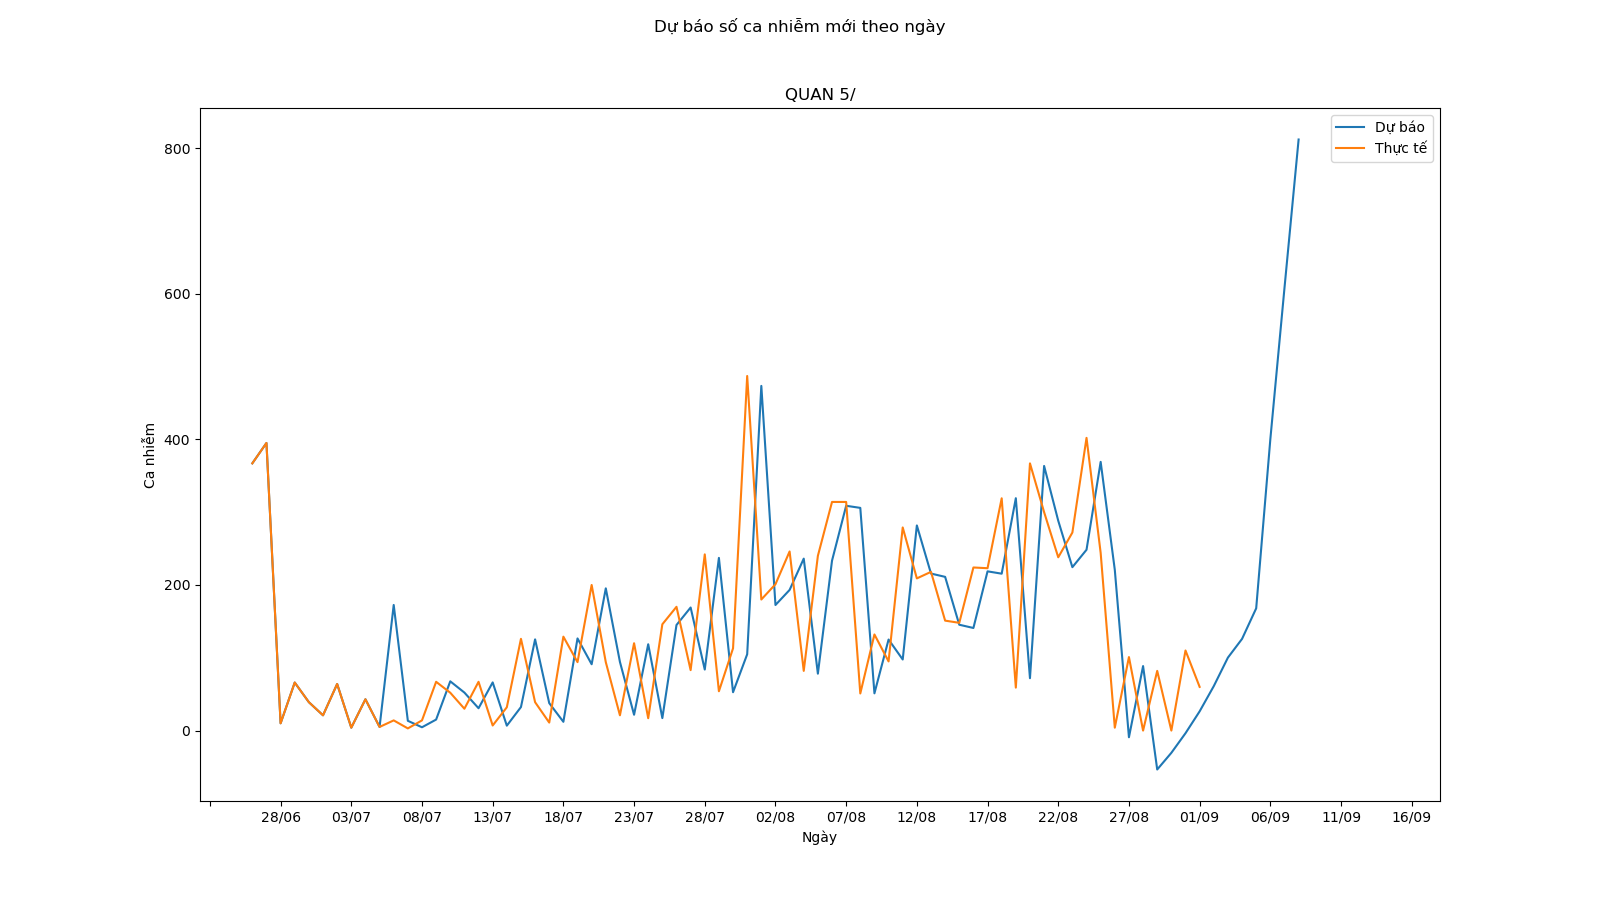 Dự báo số ca nhiễm mới theo ngày
QUAN 5/
Dự báo
Thực tế
800
600
400
200
0
Ca nhiễm
28/06 03/07 08/07 13/07 18/07 23/07 28/07 02/08 07/08 12/08 17/08 22/08 27/08 01/09 06/09 11/09 16/09
Ngày